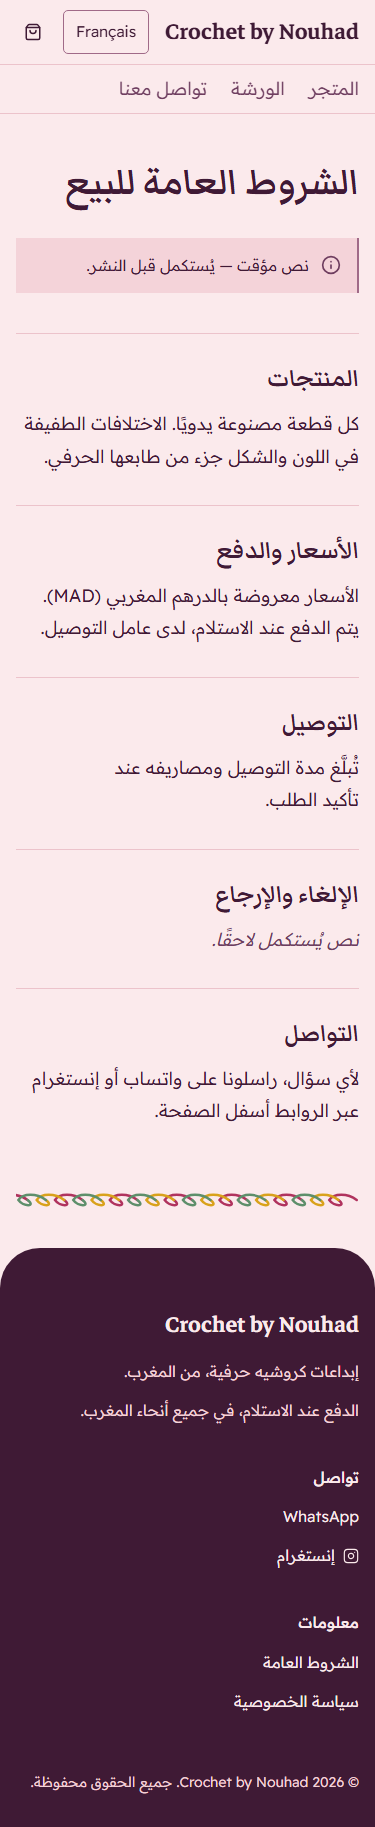 Crochet by Nouhad
Français
المتجر الورشة تواصل معنا
الشروط العامة للبيع
نص مؤقت — يُستكمل قبل النشر.
المنتجات
كل قطعة مصنوعة يدويًا. الاختلافات الطفيفة
في اللون والشكل جزء من طابعها الحرفي.
الأسعار والدفع
الأسعار معروضة بالدرهم المغربي (MAD).
يتم الدفع عند الاستلام، لدى عامل التوصيل.
التوصيل
تُبلَّغ مدة التوصيل ومصاريفه عند
تأكيد الطلب.
الإلغاء والإرجاع
نص يُستكمل لاحقًا.
التواصل
لأي سؤال، راسلونا على واتساب أو إنستغرام
عبر الروابط أسفل الصفحة.
Crochet by Nouhad
إبداعات كروشيه حرفية، من المغرب.
الدفع عند الاستلام، في جميع أنحاء المغرب.
تواصل
WhatsApp
إنستغرام
معلومات
الشروط العامة
سياسة الخصوصية
© 2026 Crochet by Nouhad. جميع الحقوق محفوظة.